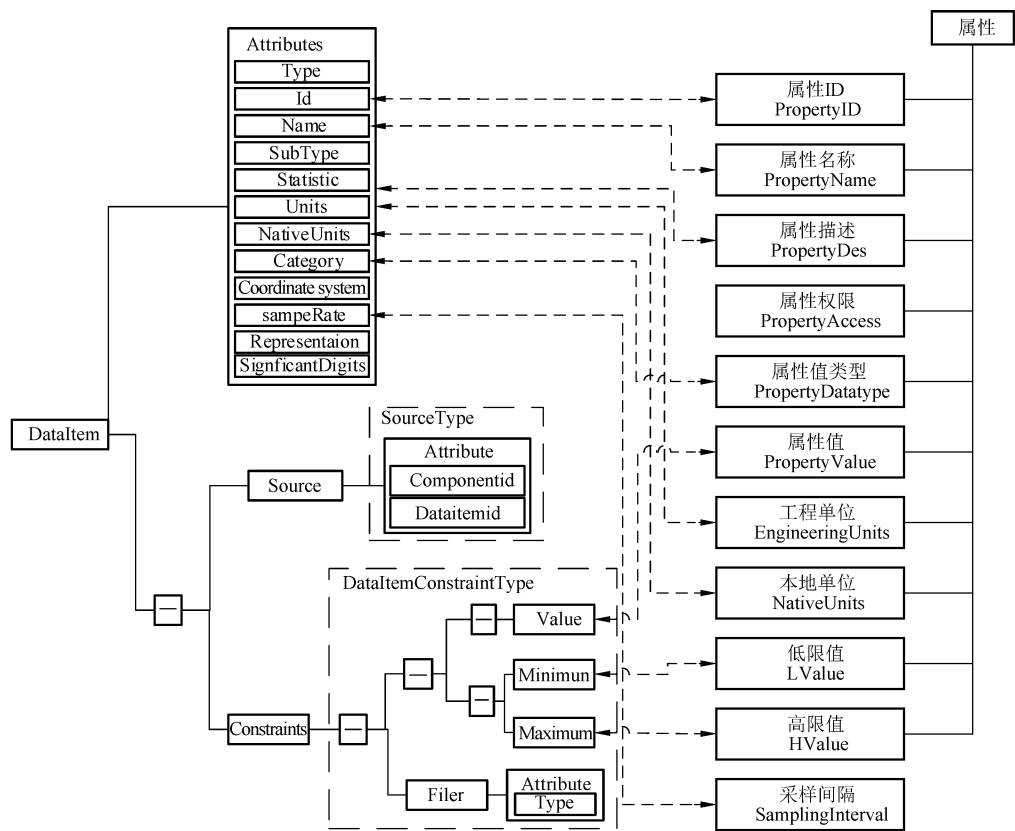 属性
Attributes
Type
Id
Name
SubType
Statistic
Units
NativeUnits
Category
Coordinate system
sampeRate
Representaion
SignficantDigits
DataItem
SourceType
Attribute
Componentid
Dataitemid
Source
DataItemConstraintType
Value
Minimun
Maximum
Constraints
Filer
Attribute
Type
属性ID
PropertyID
属性名称
PropertyName
属性描述
PropertyDes
属性权限
PropertyAccess
属性值类型
PropertyDatatype
属性值
PropertyValue
工程单位
EngineeringUnits
本地单位
NativeUnits
低限值
LValue
高限值
HValue
采样间隔
SamplingInterval